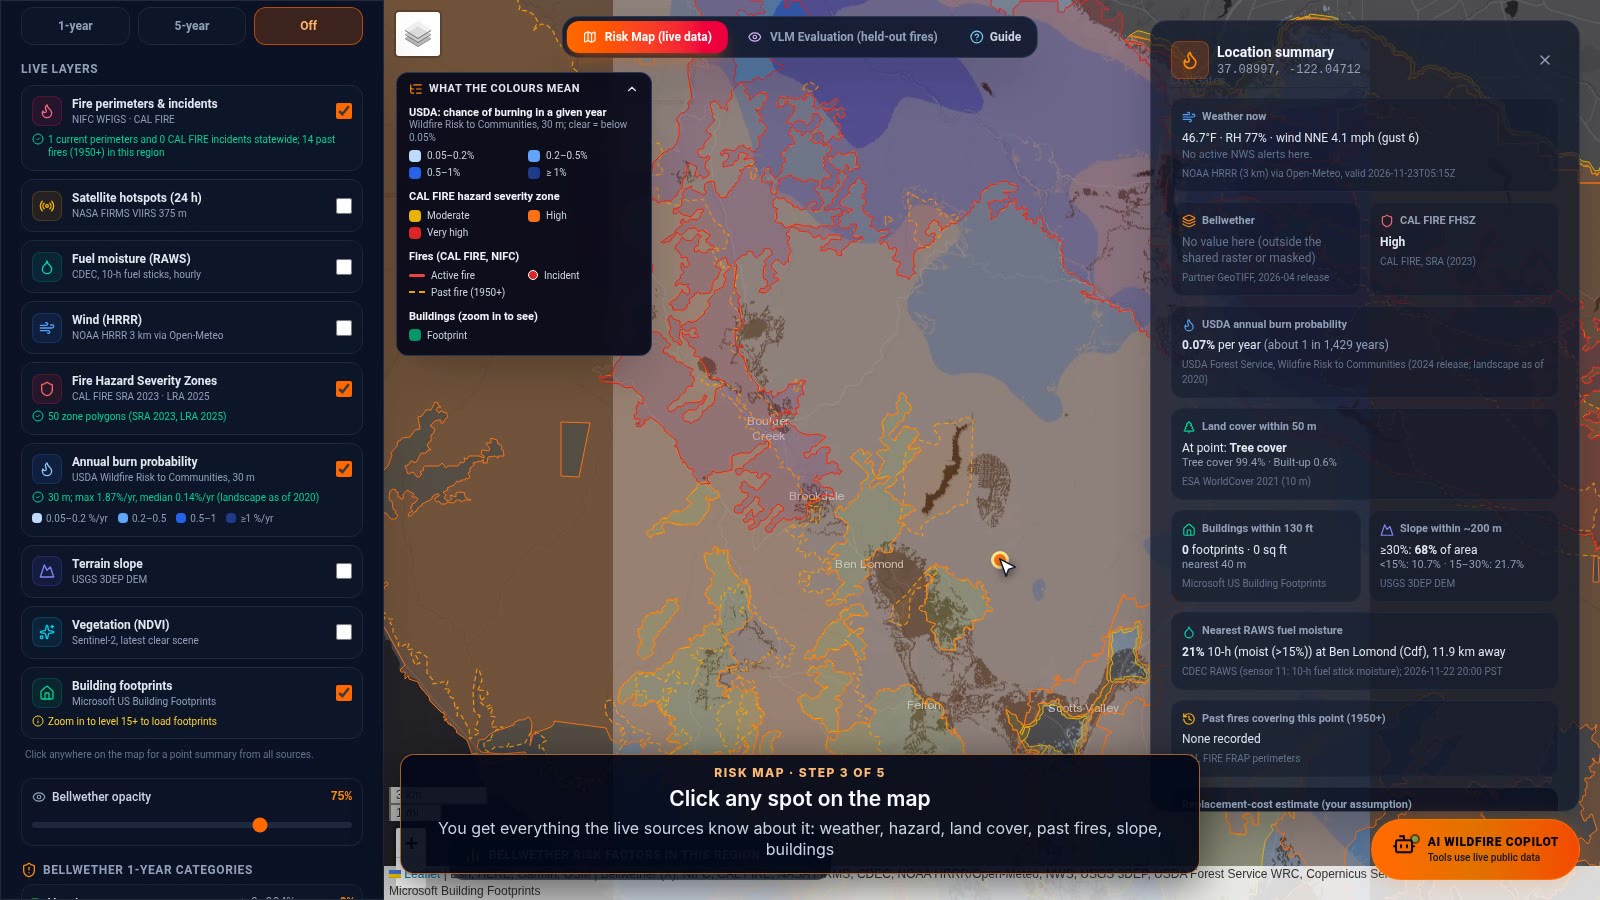 1-year
5-year
Off
LIVE LAYERS
Fire perimeters & incidents
NIFC WFIGS · CAL FIRE
1 current perimeters and 0 CAL FIRE incidents statewide; 14 past
fires (1950+) in this region
Satellite hotspots (24 h)
NASA FIRMS VIIRS 375 m
Fuel moisture (RAWS)
CDEC, 10-h fuel sticks, hourly
Wind (HRRR)
NOAA HRRR 3 km via Open-Meteo
Fire Hazard Severity Zones
CAL FIRE SRA 2023 · LRA 2025
50 zone polygons (SRA 2023, LRA 2025)
Annual burn probability
USDA Wildfire Risk to Communities, 30 m
30 m; max 1.87%/yr, median 0.14%/yr (landscape as of 2020)
0.05–0.2 %/yr
0.2–0.5
0.5–1
≥1 %/yr
Terrain slope
USGS 3DEP DEM
Vegetation (NDVI)
Sentinel-2, latest clear scene
Building footprints
Microsoft US Building Footprints
Zoom in to level 15+ to load footprints
Click anywhere on the map for a point summary from all sources.
Bellwether opacity
75%
BELLWETHER 1-YEAR CATEGORIES
Risk Map (live data)
VLM Evaluation (held-out fires)
Guide
WHAT THE COLOURS MEAN
USDA: chance of burning in a given year
Wildfire Risk to Communities, 30 m; clear = below
0.05%
0.05–0.2%
0.2–0.5%
0.5–1%
≥ 1%
CAL FIRE hazard severity zone
Moderate
High
Very high
Fires (CAL FIRE, NIFC)
Active fire
Incident
Past fire (1950+)
Buildings (zoom in to see)
Footprint
Boulder
Creek
Brookdale
Ben Lomond
Felton
Scotts Valley
Location summary
37.08997, -122.04712
Weather now
46.7°F · RH 77% · wind NNE 4.1 mph (gust 6)
No active NWS alerts here.
NOAA HRRR (3 km) via Open-Meteo, valid 2026-11-23T05:15Z
Bellwether
No value here (outside the
shared raster or masked)
Partner GeoTIFF, 2026-04 release
CAL FIRE FHSZ
High
CAL FIRE, SRA (2023)
USDA annual burn probability
0.07% per year (about 1 in 1,429 years)
USDA Forest Service, Wildfire Risk to Communities (2024 release; landscape as of
2020)
Land cover within 50 m
At point: Tree cover
Tree cover 99.4% · Built-up 0.6%
ESA WorldCover 2021 (10 m)
Buildings within 130 ft
0 footprints · 0 sq ft
nearest 40 m
Microsoft US Building Footprints
Slope within ~200 m
≥30%: 68% of area
<15%: 10.7% · 15–30%: 21.7%
USGS 3DEP DEM
Nearest RAWS fuel moisture
21% 10-h (moist (>15%)) at Ben Lomond (Cdf), 11.9 km away
CDEC RAWS (sensor 11: 10-h fuel stick moisture); 2026-11-22 20:00 PST
Past fires covering this point (1950+)
None recorded
FIRE FRAP perimeters
Replacement-cost estimate (your assumption)
RISK MAP · STEP 3 OF 5
Click any spot on the map
You get everything the live sources know about it: weather, hazard, land cover, past fires, slope,
buildings
BELLWETHER RISK FACTORS IN THIS REGION
AI WILDFIRE COPILOT
Tools use live public data
Microsoft Building Footprints